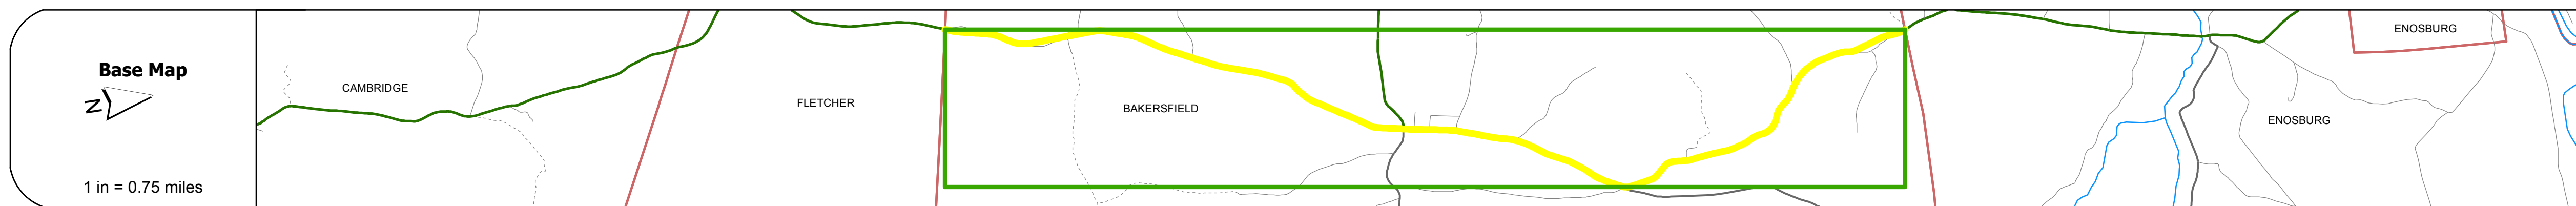 Base Map
N
1 in = 0.75 miles
CAMBRIDGE
FLETCHER
BAKERSFIELD
ENOSBURG
ENOSBURG